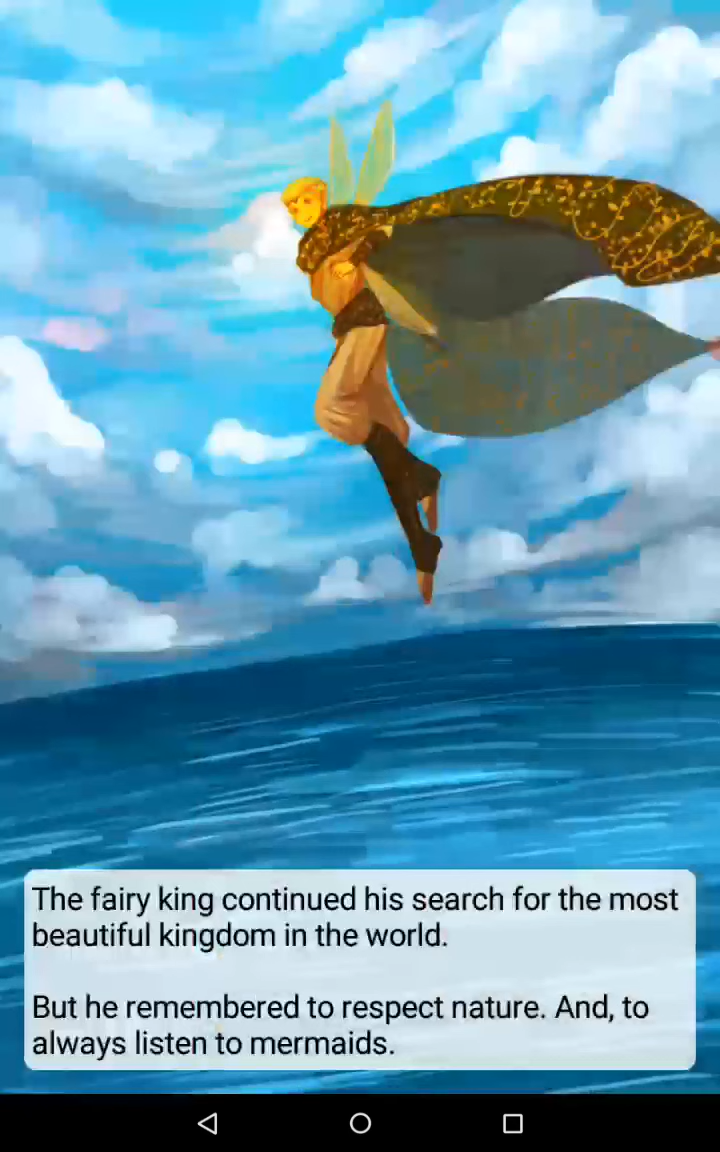 The fairy king continued his search for the most
beautiful kingdom in the world.
But he remembered to respect nature. And, to
always listen to mermaids.